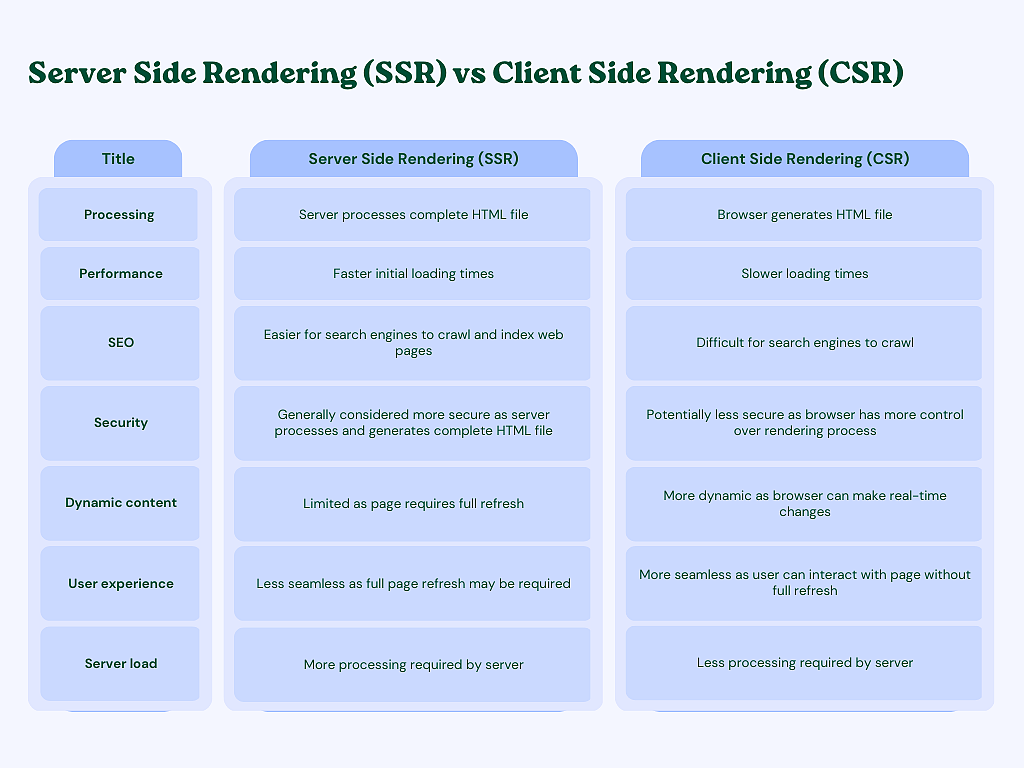 Server Side Rendering (SSR) vs Client Side Rendering (CSR)
Title
Server Side Rendering (SSR)
Client Side Rendering (CSR)
Processing
Server processes complete HTML file
Browser generates HTML file
Performance
Faster initial loading times
Slower loading times
SEO
Easier for search engines to crawl and index web
pages
Difficult for search engines to crawl
Security
Generally considered more secure as server
processes and generates complete HTML file
Potentially less secure as browser has more control
over rendering process
Dynamic content
Limited as page requires full refresh
More dynamic as browser can make real-time
changes
User experience
Less seamless as full page refresh may be required
More seamless as user can interact with page without
full refresh
Server load
More processing required by server
Less processing required by server